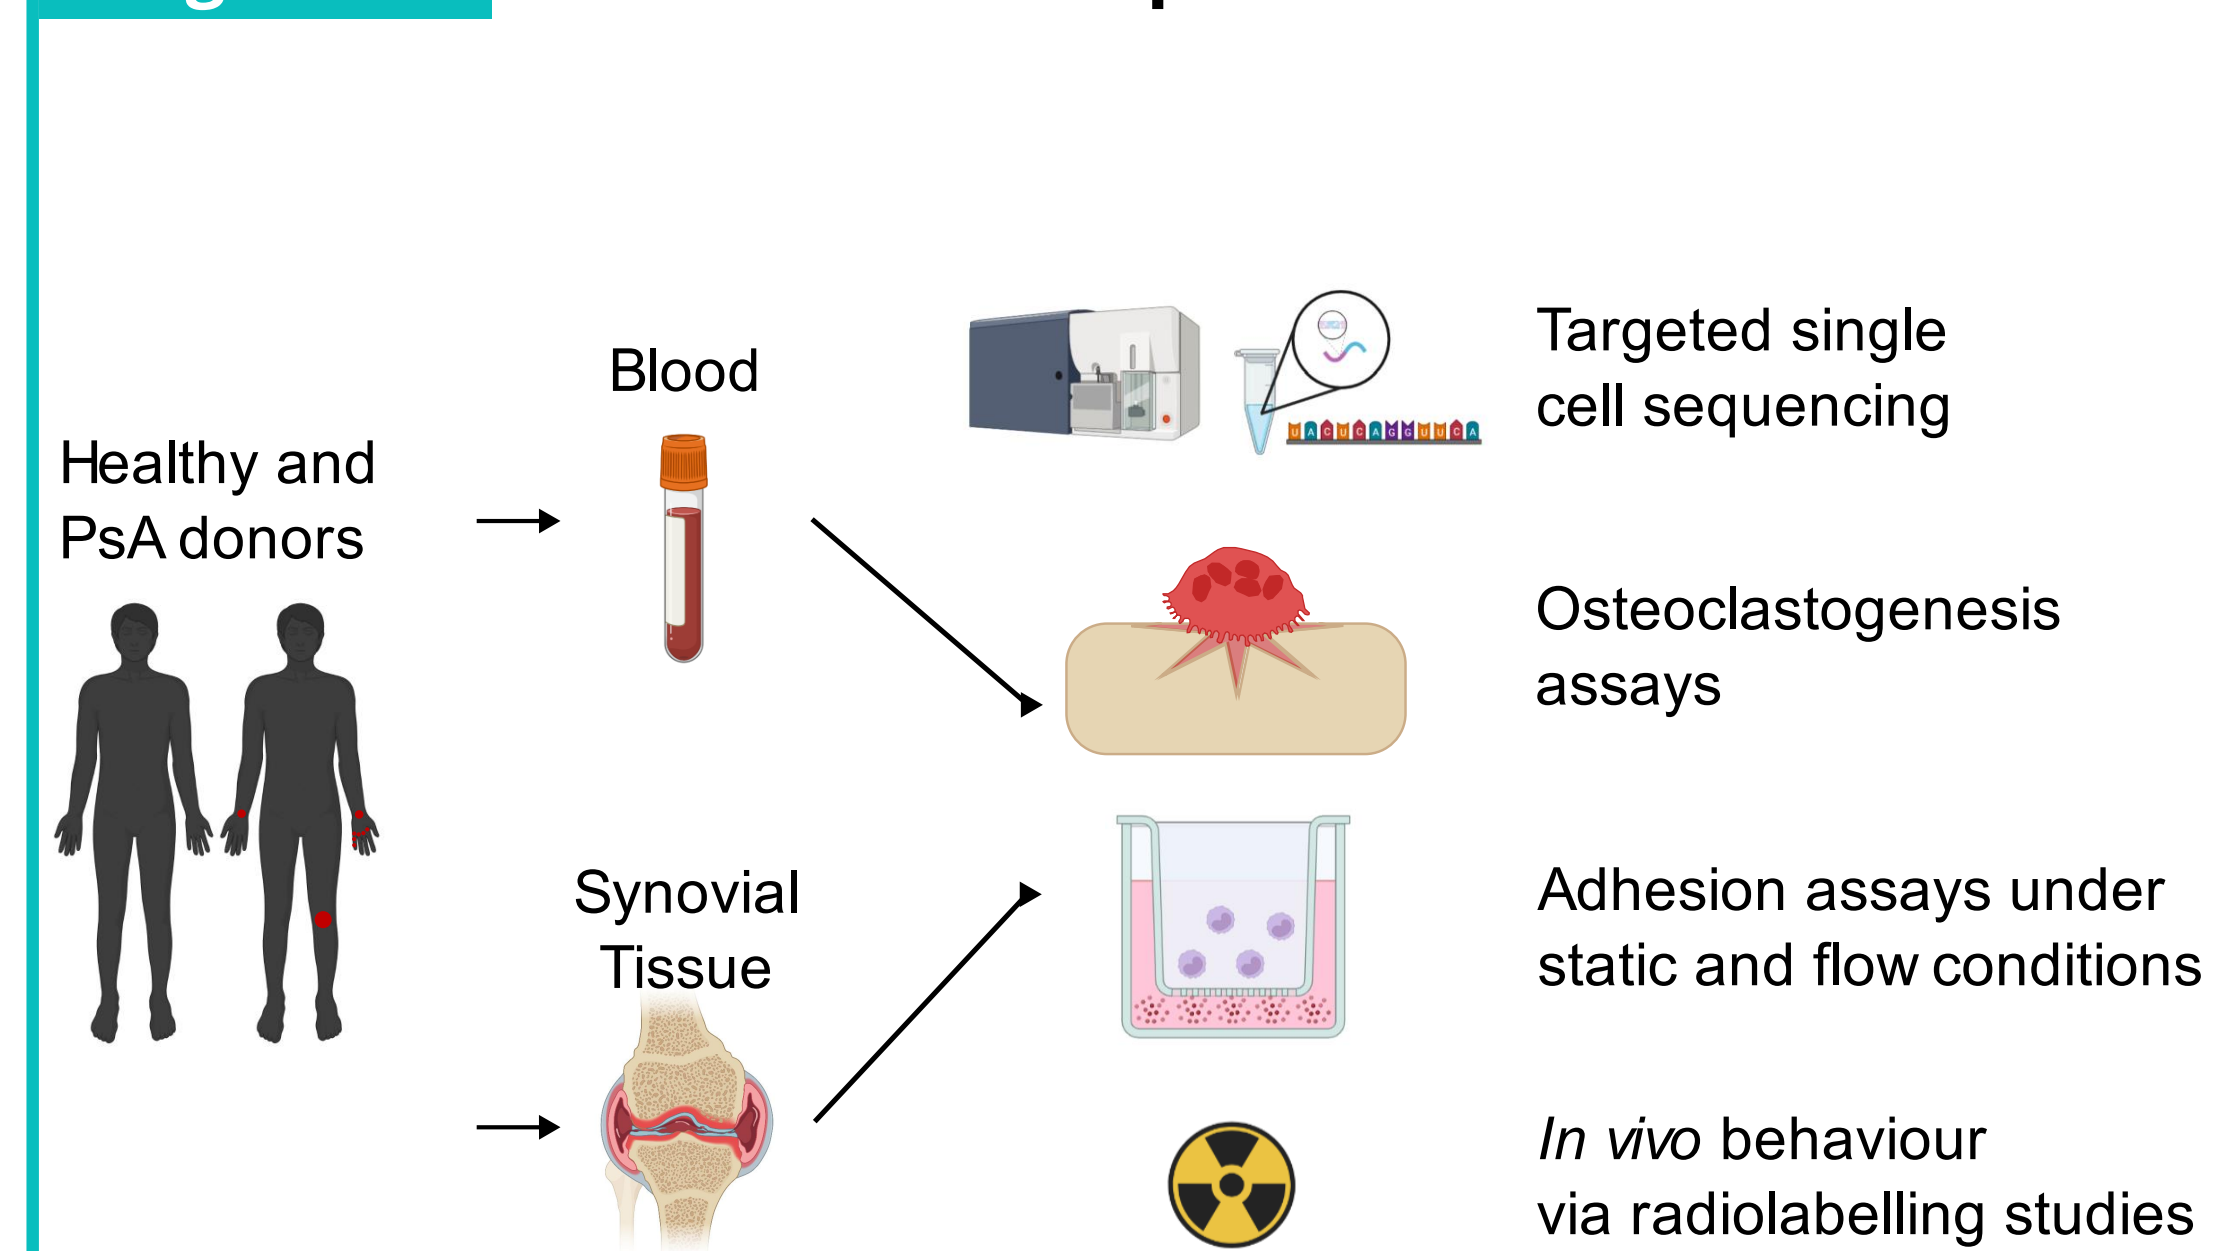 Healthy and
PsA donors
Blood
Synovial
Tissue
Targeted single
cell sequencing
UACUCAGGUUCA
Osteoclastogenesis
assays
Adhesion assays under
static and flow conditions
In vivo behaviour
via radiolabelling studies